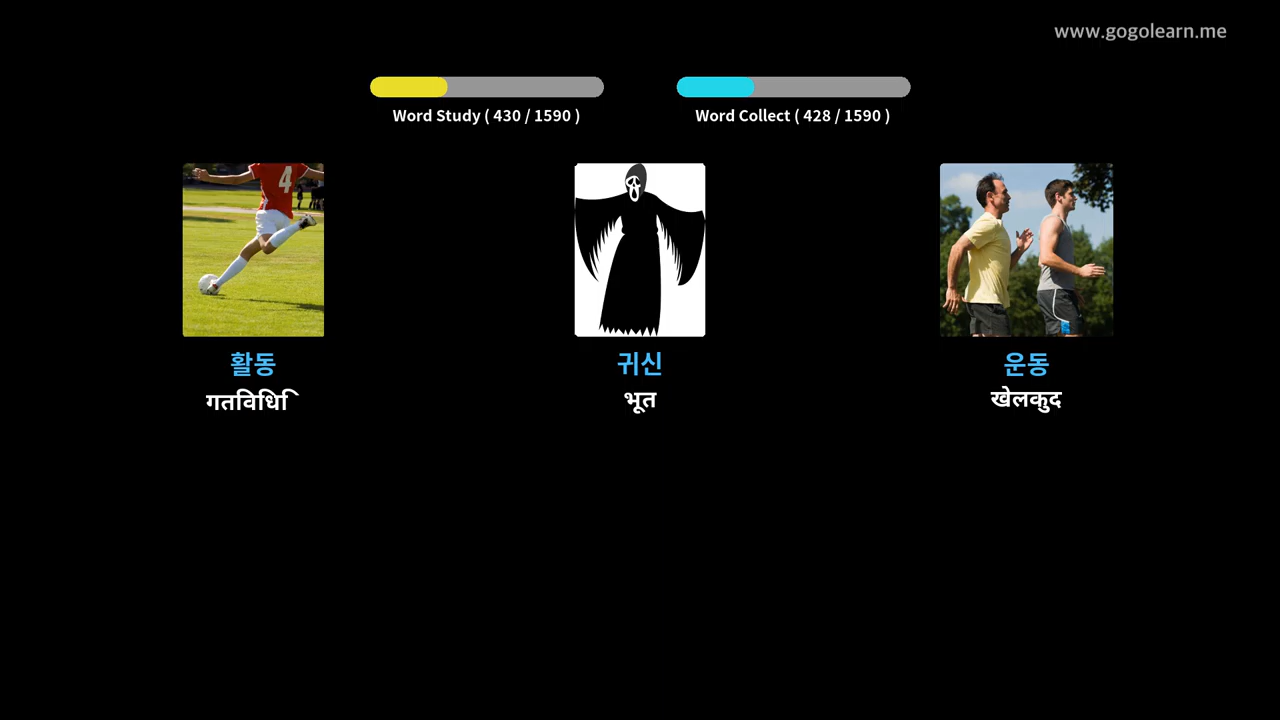 www.gogolearn.me
Word Study ( 430 / 1590 )
Word Collect ( 428 / 1590 )
4
활동
귀신
운동
गतविधिि
भूत
खेलकुद